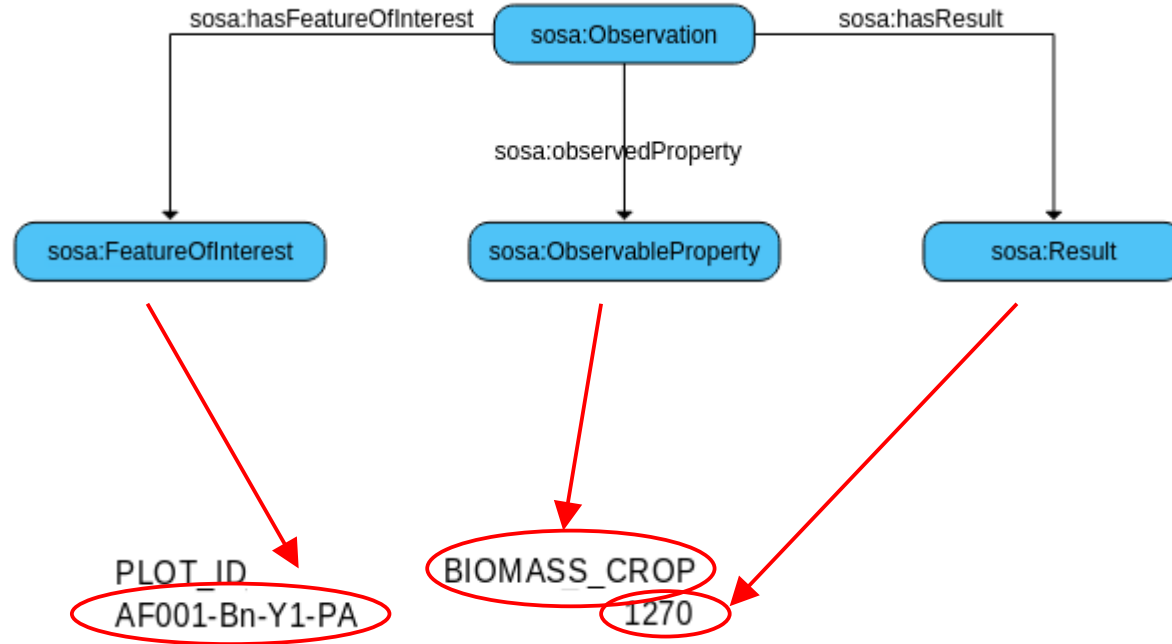 sosa:hasFeatureOfInterest
sosa:Observation
sosa:hasResult
sosa:observedProperty
sosa:FeatureOfInterest
sosa:ObservableProperty
sosa:Result
PLOT_ID
BIOMASS_CROP
AF001-Bn-Y1-PA
1270